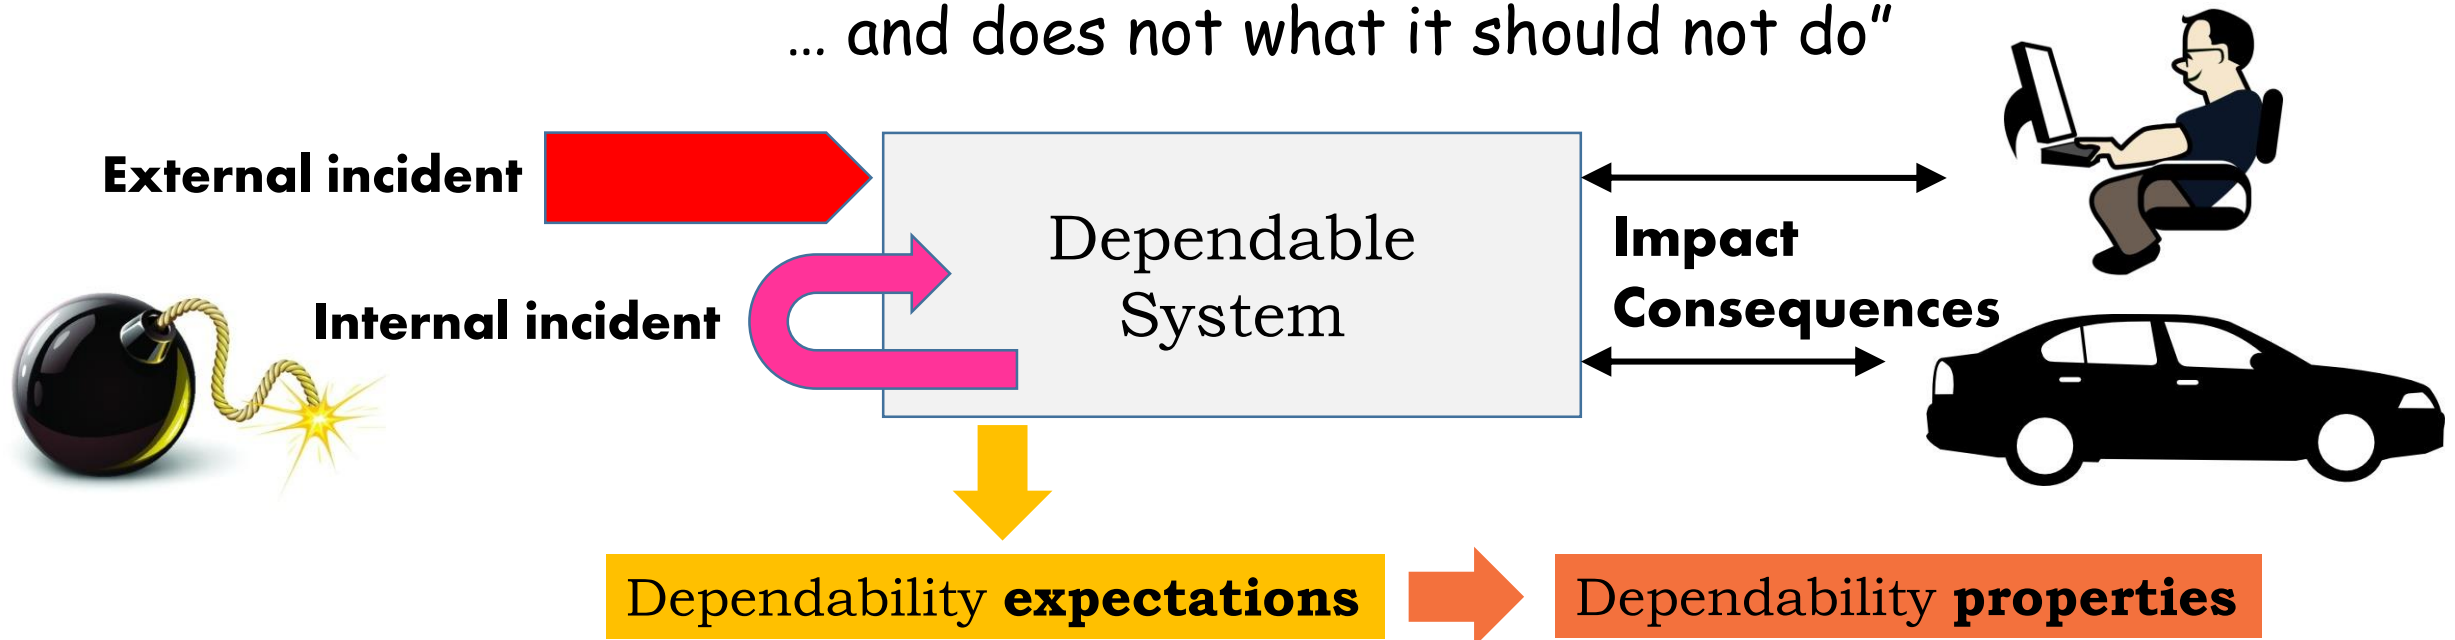 … and does not what it should not do"
External incident
Dependable
System
Impact
Consequences
Internal incident
Dependability expectations
Dependability properties